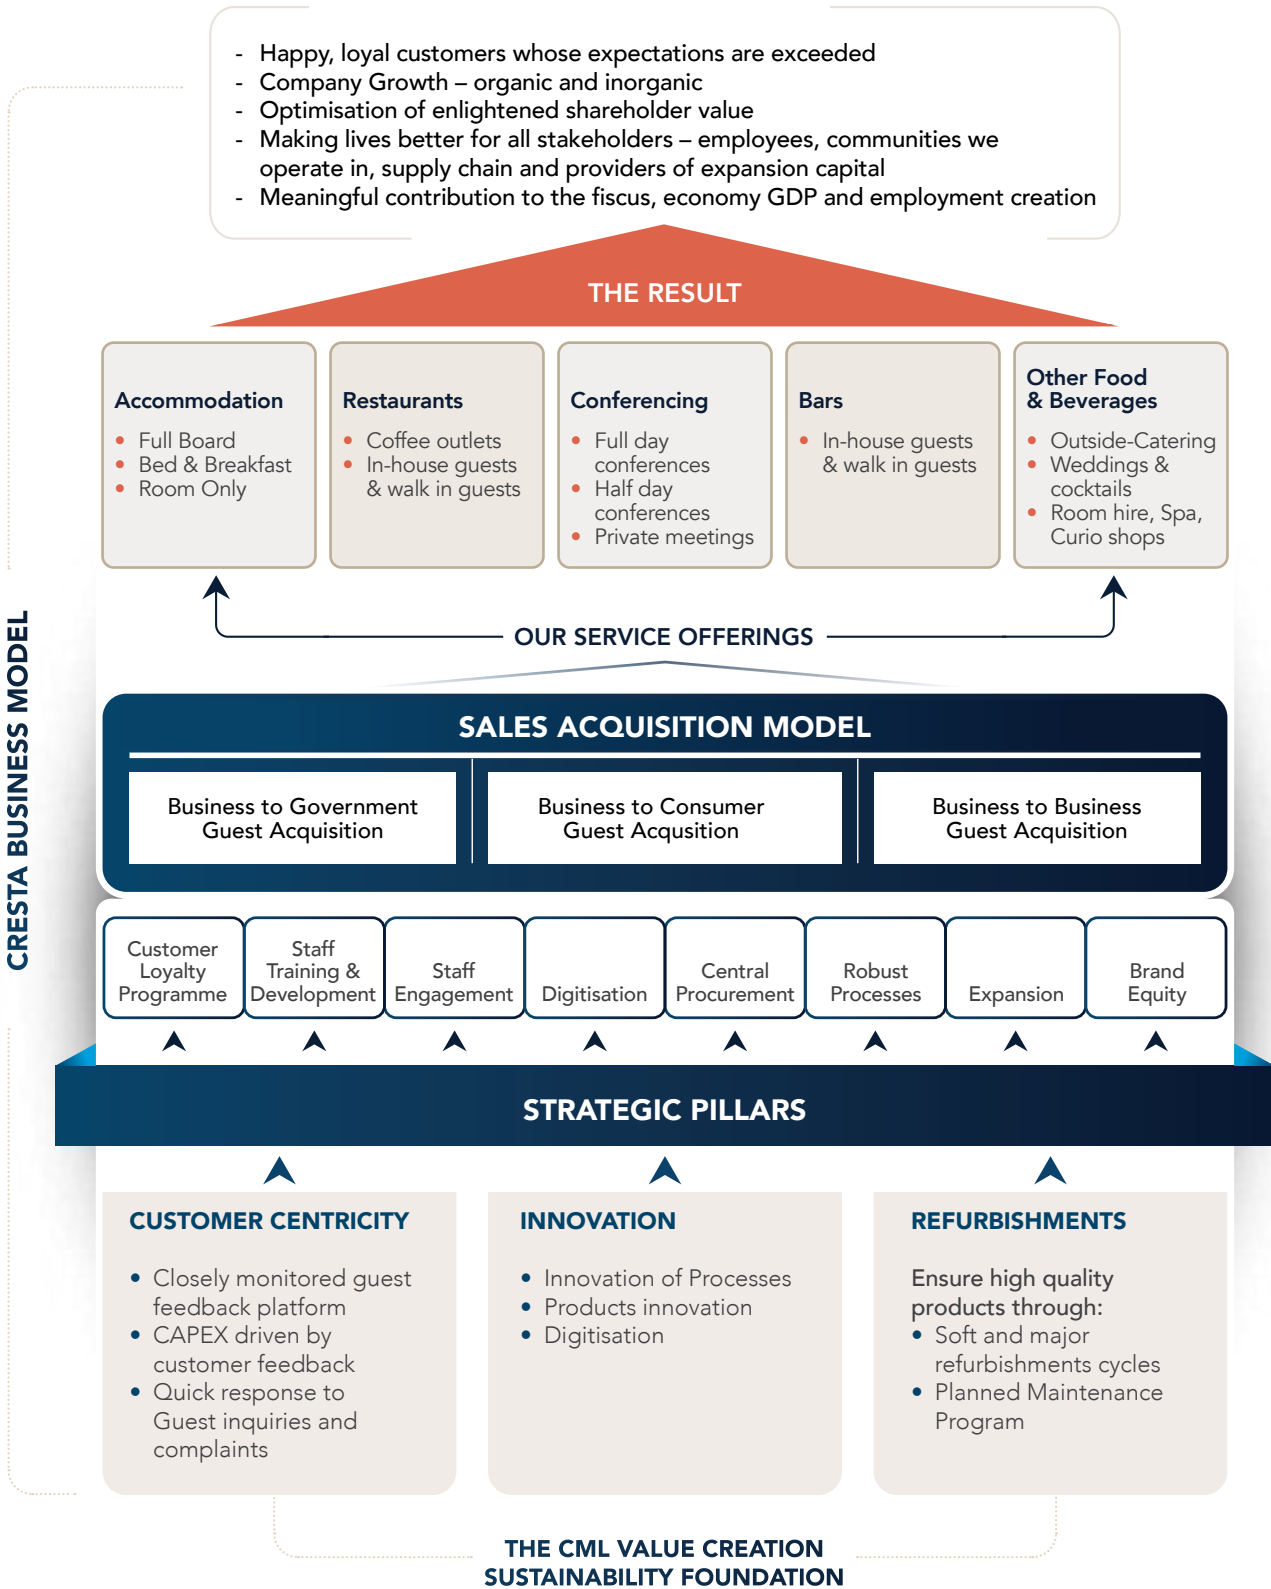 - Happy, loyal customers whose expectations are exceeded
- Company Growth – organic and inorganic
- Optimisation of enlightened shareholder value
- Making lives better for all stakeholders – employees, communities we
operate in, supply chain and providers of expansion capital
- Meaningful contribution to the fiscus, economy GDP and employment creation
THE RESULT
Accommodation
• Full Board
• Bed & Breakfast
• Room Only
Restaurants
• Coffee outlets
• In-house guests
& walk in guests
Conferencing
• Full day
conferences
• Half day
conferences
• Private meetings
Bars
• In-house guests
& walk in guests
Other Food
& Beverages
• Outside-Catering
• Weddings &
cocktails
• Room hire, Spa,
Curio shops
OUR SERVICE OFFERINGS
CRESTA BUSINESS MODEL
SALES ACQUISITION MODEL
Business to Government
Guest Acquisition
Business to Consumer
Guest Acqusition
Business to Business
Guest Acquisition
Customer
Loyalty
Programme
Staff
Training &
Development
Staff
Engagement
Digitisation
Central
Procurement
Robust
Processes
Expansion
Brand
Equity
STRATEGIC PILLARS
CUSTOMER CENTRICITY
• Closely monitored guest
feedback platform
• CAPEX driven by
customer feedback
• Quick response to
Guest inquiries and
complaints
INNOVATION
• Innovation of Processes
• Products innovation
• Digitisation
REFURBISHMENTS
Ensure high quality
products through:
• Soft and major
refurbishments cycles
• Planned Maintenance
Program
THE CML VALUE CREATION
SUSTAINABILITY FOUNDATION